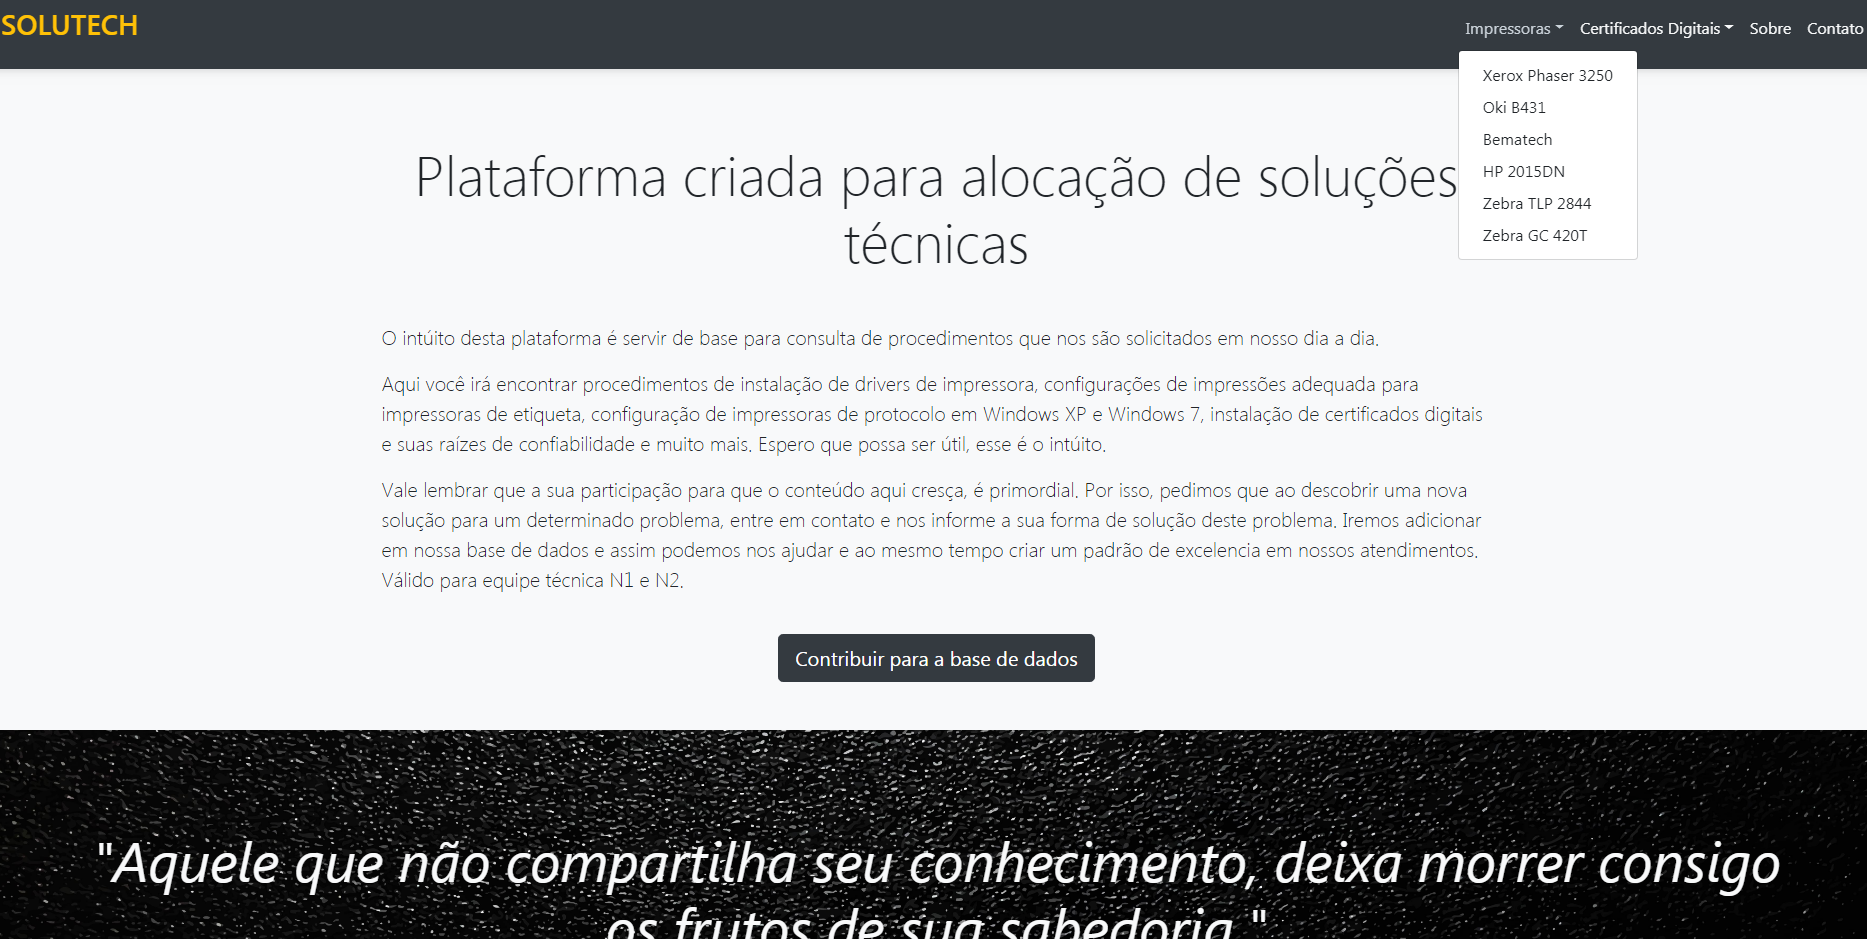 SOLUTECH
Impressoras Certificados Digitais Sobre Contato
Xerox Phaser 3250
Oki B431
Bematech
HP 2015DN
Zebra TLP 2844
Zebra GC 420T
Plataforma criada para alocação de soluções
técnicas
O intúito desta plataforma é servir de base para consulta de procedimentos que nos são solicitados em nosso dia a dia.
Aqui você irá encontrar procedimentos de instalação de drivers de impressora, configurações de impressões adequada para
impressoras de etiqueta, configuração de impressoras de protocolo em Windows XP e Windows 7, instalação de certificados digitais
e suas raízes de confiabilidade e muito mais. Espero que possa ser útil, esse é o intúito.
Vale lembrar que a sua participação para que o conteúdo aqui cresça, é primordial. Por isso, pedimos que ao descobrir uma nova
solução para um determinado problema, entre em contato e nos informe a sua forma de solução deste problema. Iremos adicionar
em nossa base de dados e assim podemos nos ajudar e ao mesmo tempo criar um padrão de excelencia em nossos atendimentos.
Válido para equipe técnica N1 e N2.
Contribuir para a base de dados
"Aquele que não compartilha seu conhecimento, deixa morrer consigo
os frutos de sua sabedoria."